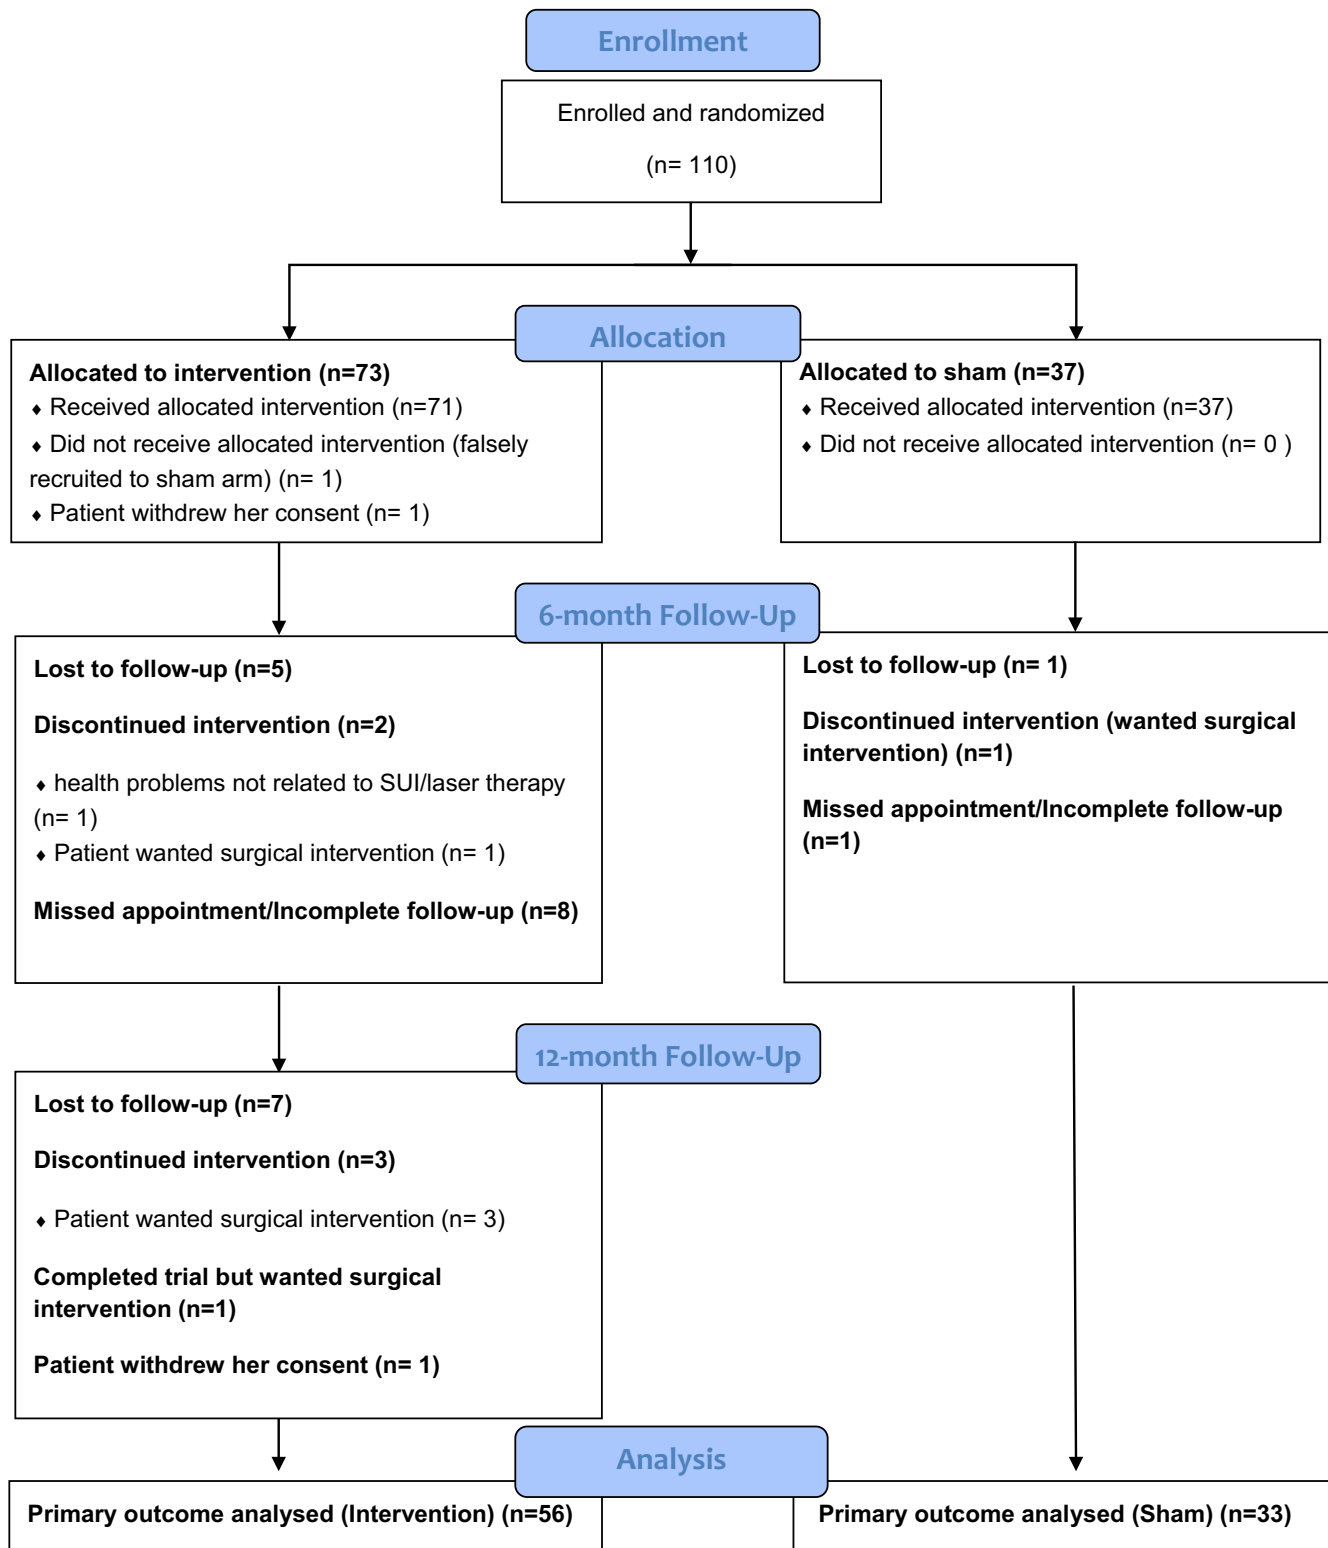 Enrollment
Enrolled and randomized
(n= 110)
Allocation
Allocated to intervention (n=73)
♦ Received allocated intervention (n=71)
♦ Did not receive allocated intervention (falsely
recruited to sham arm) (n= 1)
♦ Patient withdrew her consent (n= 1)
Allocated to sham (n=37)
♦ Received allocated intervention (n=37)
♦ Did not receive allocated intervention (n= 0 )
6-month Follow-Up
Lost to follow-up (n=5)
Discontinued intervention (n=2)
♦ health problems not related to SUI/laser therapy
(n= 1)
♦ Patient wanted surgical intervention (n= 1)
Missed appointment/Incomplete follow-up (n=8)
Lost to follow-up (n= 1)
Discontinued intervention (wanted surgical
intervention) (n=1)
Missed appointment/Incomplete follow-up
(n=1)
12-month Follow-Up
Lost to follow-up (n=7)
Discontinued intervention (n=3)
♦ Patient wanted surgical intervention (n= 3)
Completed trial but wanted surgical
intervention (n=1)
Patient withdrew her consent (n= 1)
Analysis
Primary outcome analysed (Intervention) (n=56)
Primary outcome analysed (Sham) (n=33)